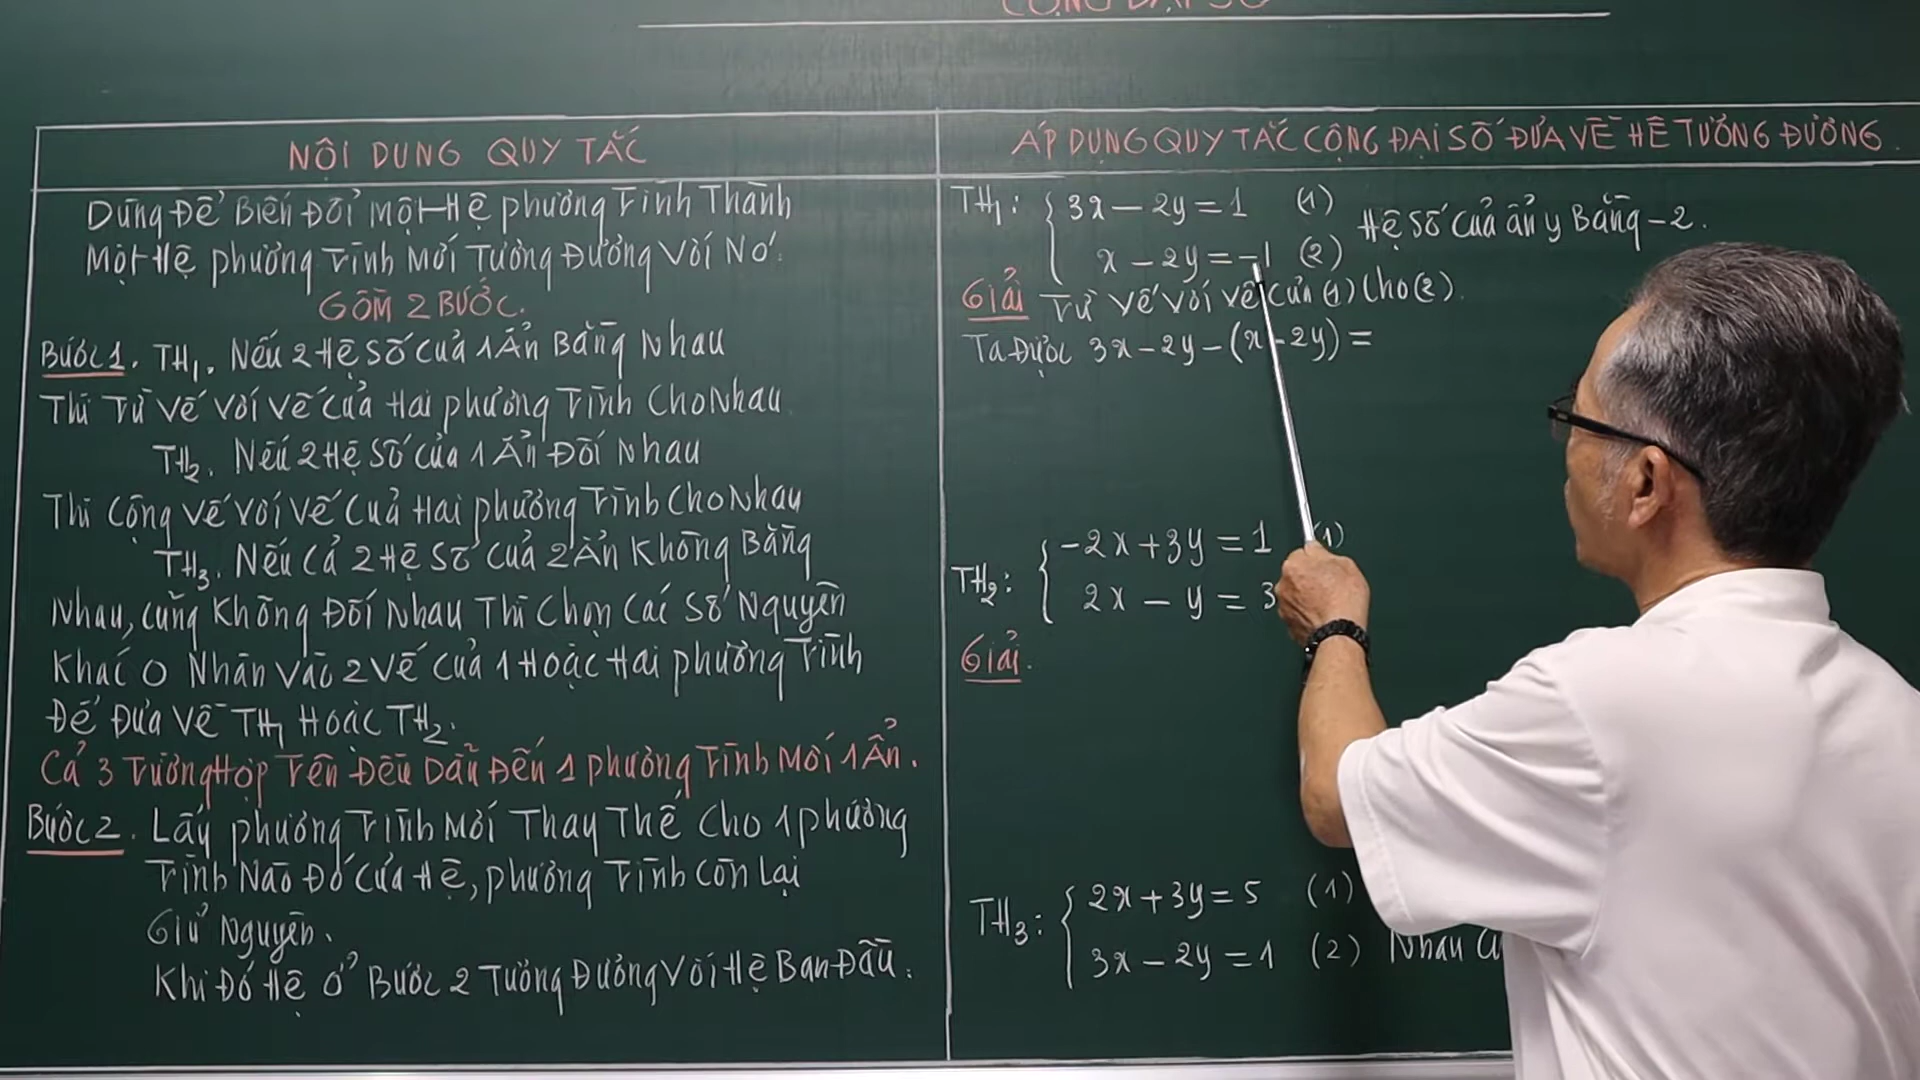 CỘNG ĐẠI SỐ
NỘI DUNG QUY TẮC
Dùng Để Biến Đổi Một Hệ phương Trình Thành
Một Hệ phương Trình Mới Tương Đương Với Nó.
GỒM 2 BƯỚC.
Bước 1. TH₁. Nếu 2 Hệ Số Của 1 Ẩn Bằng Nhau
Thì Trừ Vế Với Vế Của Hai phương Trình Cho Nhau
TH₂. Nếu 2 Hệ Số Của 1 Ẩn Đối Nhau
Thì Cộng Vế Với Vế Của Hai phương Trình Cho Nhau
TH₃. Nếu Cả 2 Hệ Số Của 2 Ẩn Không Bằng
Nhau, cũng Không Đối Nhau Thì Chọn Các Số Nguyên
Khác 0 Nhân Vào 2 Vế Của 1 Hoặc Hai phương Trình
Để Đưa Về TH₁ Hoặc TH₂.
Cả 3 Trường Hợp Trên Đều Dẫn Đến 1 phương Trình Mới 1 Ẩn.
Bước 2. Lấy phương Trình Mới Thay Thế Cho 1 phương
Trình Nào Đó Của Hệ, phương Trình Còn Lại
Giữ Nguyên.
Khi Đó Hệ Ở Bước 2 Tương Đương Với Hệ Ban Đầu.
ÁP DỤNG QUY TẮC CỘNG ĐẠI SỐ ĐƯA VỀ HỆ TƯƠNG ĐƯƠNG.
TH₁: { 3x - 2y = 1 (1)
x - 2y = -1 (2)
Hệ Số Của ẩn y Bằng -2.
Giải Trừ Vế Với Vế Của (1) Cho (2).
Ta Được 3x - 2y - (x - 2y) =
TH₂: { -2x + 3y = 1 (1)
2x - y = 3
Giải.
TH₃: { 2x + 3y = 5 (1)
3x - 2y = 1 (2) Nhau